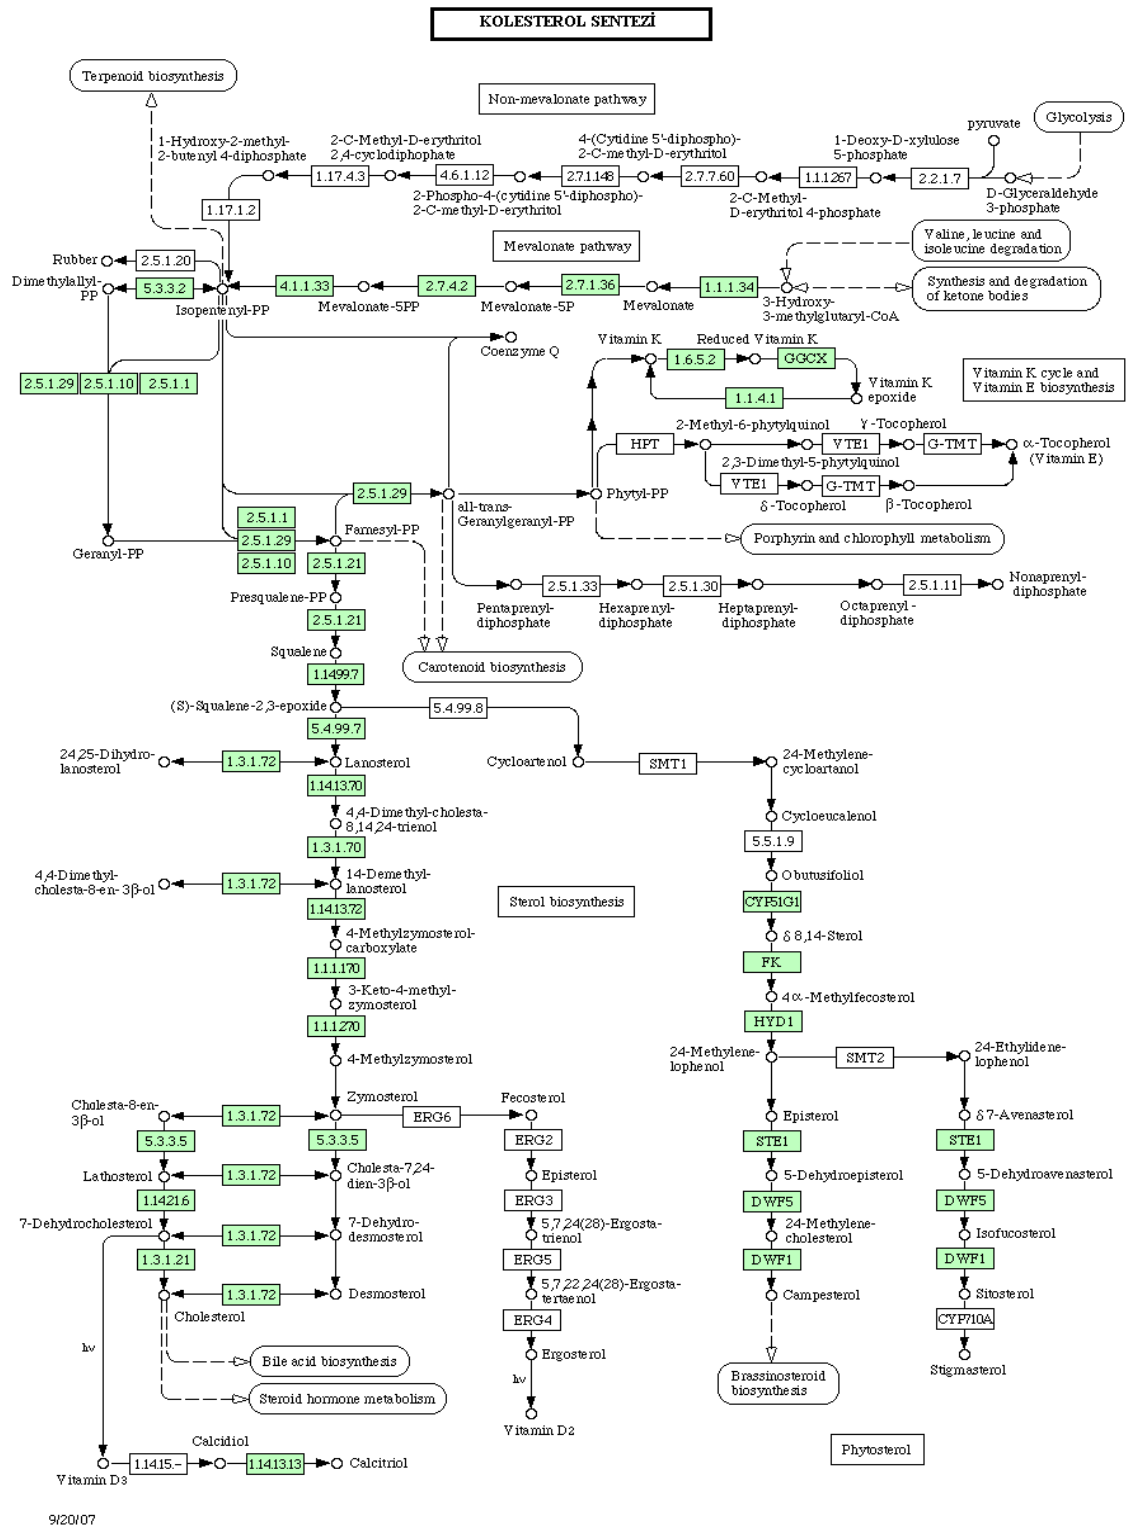 KOLESTEROL SENTEZİ
Terpenoid biosynthesis
Non-mevalonate pathway
Glycolysis
pyruvate
1-Hydroxy-2-methyl-
2-butenyl 4-diphosphate
2-C-Methyl-D-erythritol
2,4-cyclodiphophate
4-(Cytidine 5'-diphospho)-
2-C-methyl-D-erythritol
1-Deoxy-D-xylulose
5-phosphate
1.17.4.3
4.6.1.12
2.7.1.148
2.7.7.60
1.1.1267
2.2.1.7
2-Phospho-4-(cytidine 5'-diphospho)-
2-C-methyl-D-erythritol
2-C-Methyl-
D-erythritol 4-phosphate
D-Glyceraldehyde
3-phosphate
1.17.1.2
Mevalonate pathway
Valine, leucine and
isoleucine degradation
Rubber
2.5.1.20
Dimethylallyl-
PP
5.3.3.2
Isopentenyl-PP
4.1.1.33
Mevalonate-5PP
2.7.4.2
Mevalonate-5P
2.7.1.36
Mevalonate
1.1.1.34
3-Hydroxy-
3-methylglutaryl-CoA
Synthesis and degradation
of ketone bodies
Coenzyme Q
Vitamin K
Reduced Vitamin K
1.6.5.2
GGCX
Vitamin K
epoxide
1.1.4.1
Vitamin K cycle and
Vitamin E biosynthesis
2.5.1.29
2.5.1.10
2.5.1.1
2-Methyl-6-phytylquinol
γ-Tocopherol
HPT
VTE1
G-TMT
α-Tocopherol
(Vitamin E)
2,3-Dimethyl-5-phytylquinol
VTE1
G-TMT
δ-Tocopherol
β-Tocopherol
2.5.1.29
all-trans-
Geranylgeranyl-PP
Phytyl-PP
Porphyrin and chlorophyll metabolism
Geranyl-PP
2.5.1.1
2.5.1.29
2.5.1.10
Farnesyl-PP
2.5.1.21
Presqualene-PP
Pentaprenyl-
diphosphate
2.5.1.33
Hexaprenyl-
diphosphate
2.5.1.30
Heptaprenyl-
diphosphate
Octaprenyl-
diphosphate
2.5.1.11
Nonaprenyl-
diphosphate
2.5.1.21
Squalene
Carotenoid biosynthesis
1.1499.7
(S)-Squalene-2,3-epoxide
5.4.99.8
5.4.99.7
24,25-Dihydro-
lanosterol
1.3.1.72
Lanosterol
Cycloartenol
SMT1
24-Methylene-
cycloartanol
1.14.13.70
4,4-Dimethyl-cholesta-
8,14,24-trienol
Cycloeucalenol
1.3.1.70
5.5.1.9
4,4-Dimethyl-
cholesta-8-en-3β-ol
1.3.1.72
14-Demethyl-
lanosterol
Obutusifoliol
Sterol biosynthesis
CYP51G1
1.14.13.72
4-Methylzymosterol-
carboxylate
δ8,14-Sterol
1.1.1.170
FK
3-Keto-4-methyl-
zymosterol
4α-Methylfecosterol
1.1.1270
HYD1
4-Methylzymosterol
24-Methylene-
lophenol
SMT2
24-Ethylidene-
lophenol
Cholesta-8-en-
3β-ol
1.3.1.72
Zymosterol
ERG6
Fecosterol
Episterol
δ7-Avenasterol
5.3.3.5
5.3.3.5
ERG2
STE1
STE1
Lathosterol
1.3.1.72
Cholesta-7,24-
dien-3β-ol
Episterol
5-Dehydroepisterol
5-Dehydroavenasterol
1.1421.6
ERG3
DWF5
DWF5
7-Dehydrocholesterol
1.3.1.72
7-Dehydro-
desmosterol
5,7,24(28)-Ergosta-
trienol
24-Methylene-
cholesterol
Isofucosterol
1.3.1.21
ERG5
DWF1
DWF1
1.3.1.72
Desmosterol
5,7,22,24(28)-Ergosta-
tertaenol
Campesterol
Sitosterol
Cholesterol
ERG4
CYP710A
hν
Bile acid biosynthesis
Ergosterol
Stigmasterol
Steroid hormone metabolism
hν
Brassinosteroid
biosynthesis
Vitamin D2
Phytosterol
Calcidiol
1.14.15.-
1.14.13.13
Calcitriol
Vitamin D3
9/20/07